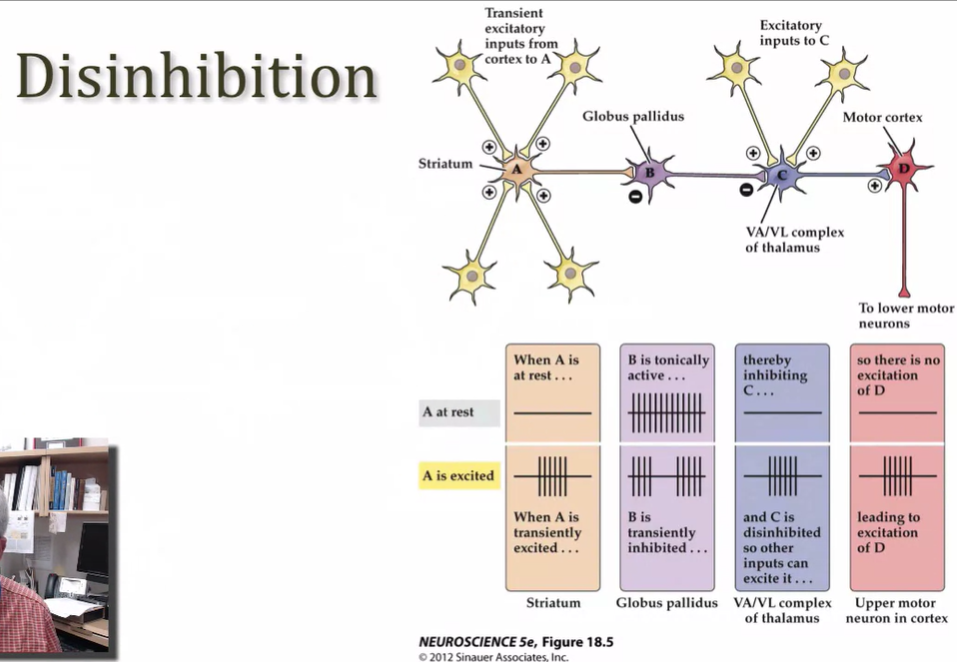 Disinhibition
Transient
excitatory
inputs from
cortex to A
Excitatory
inputs to C
Globus pallidus
Motor cortex
Striatum
A
B
C
D
+
+
+
+
−
−
+
+
+
VA/VL complex
of thalamus
To lower motor
neurons
When A is
at rest . . .
B is tonically
active . . .
thereby
inhibiting
C . . .
so there is no
excitation
of D
A at rest
A is excited
When A is
transiently
excited . . .
B is
transiently
inhibited . . .
and C is
disinhibited
so other
inputs can
excite it . . .
leading to
excitation
of D
Striatum
Globus pallidus
VA/VL complex
of thalamus
Upper motor
neuron in cortex
NEUROSCIENCE 5e, Figure 18.5
© 2012 Sinauer Associates, Inc.